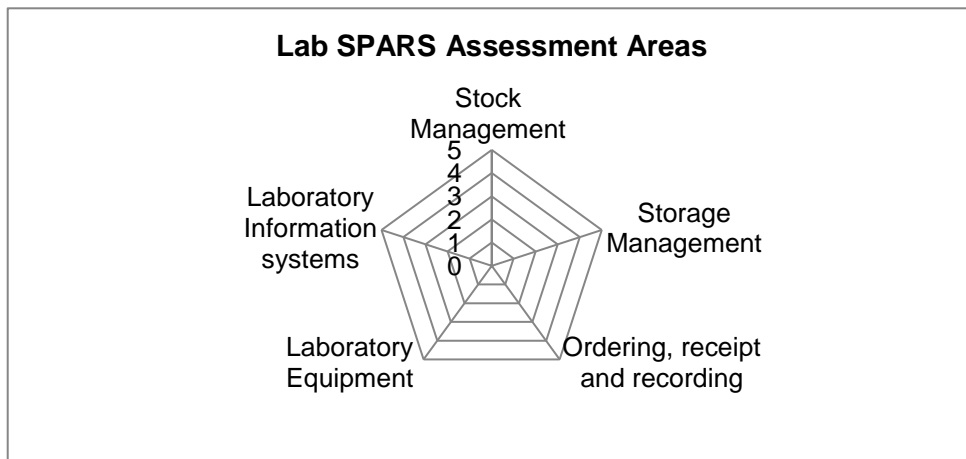 Lab SPARS Assessment Areas
Stock
Management
5
4
3
2
1
0
Laboratory
Information
systems
Storage
Management
Laboratory
Equipment
Ordering, receipt
and recording